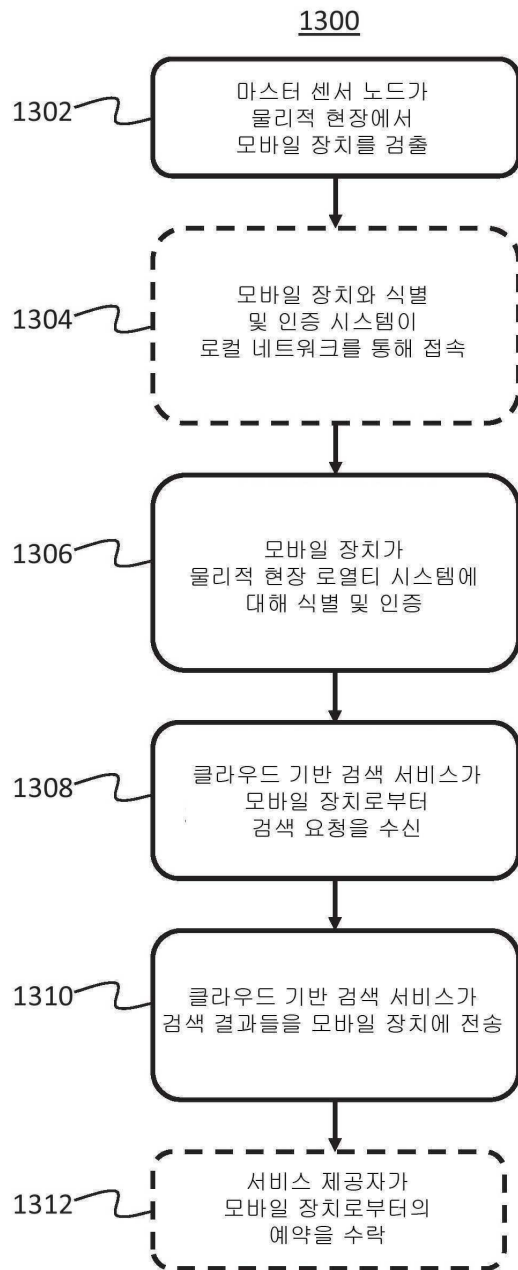 1300
1302
마스터 센서 노드가
물리적 현장에서
모바일 장치를 검출
1304
모바일 장치와 식별
및 인증 시스템이
로컬 네트워크를 통해 접속
1306
모바일 장치가
물리적 현장 로열티 시스템에
대해 식별 및 인증
1308
클라우드 기반 검색 서비스가
모바일 장치로부터
검색 요청을 수신
1310
클라우드 기반 검색 서비스가
검색 결과들을 모바일 장치에 전송
1312
서비스 제공자가
모바일 장치로부터의
예약을 수락